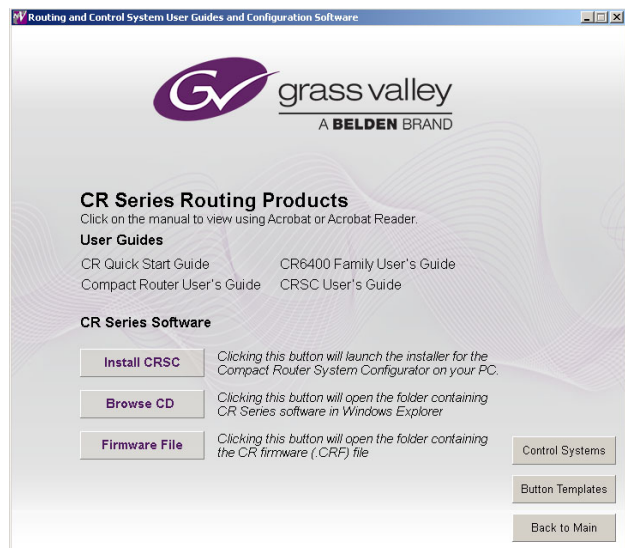 Routing and Control System User Guides and Configuration Software
GV
grass valley
A BELDEN BRAND
CR Series Routing Products
Click on the manual to view using Acrobat or Acrobat Reader.
User Guides
CR Quick Start Guide
CR6400 Family User's Guide
Compact Router User's Guide
CRSC User's Guide
CR Series Software
Install CRSC
Clicking this button will launch the installer for the
Compact Router System Configurator on your PC.
Browse CD
Clicking this button will open the folder containing
CR Series software in Windows Explorer
Firmware File
Clicking this button will open the folder containing
the CR firmware (.CRF) file
Control Systems
Button Templates
Back to Main